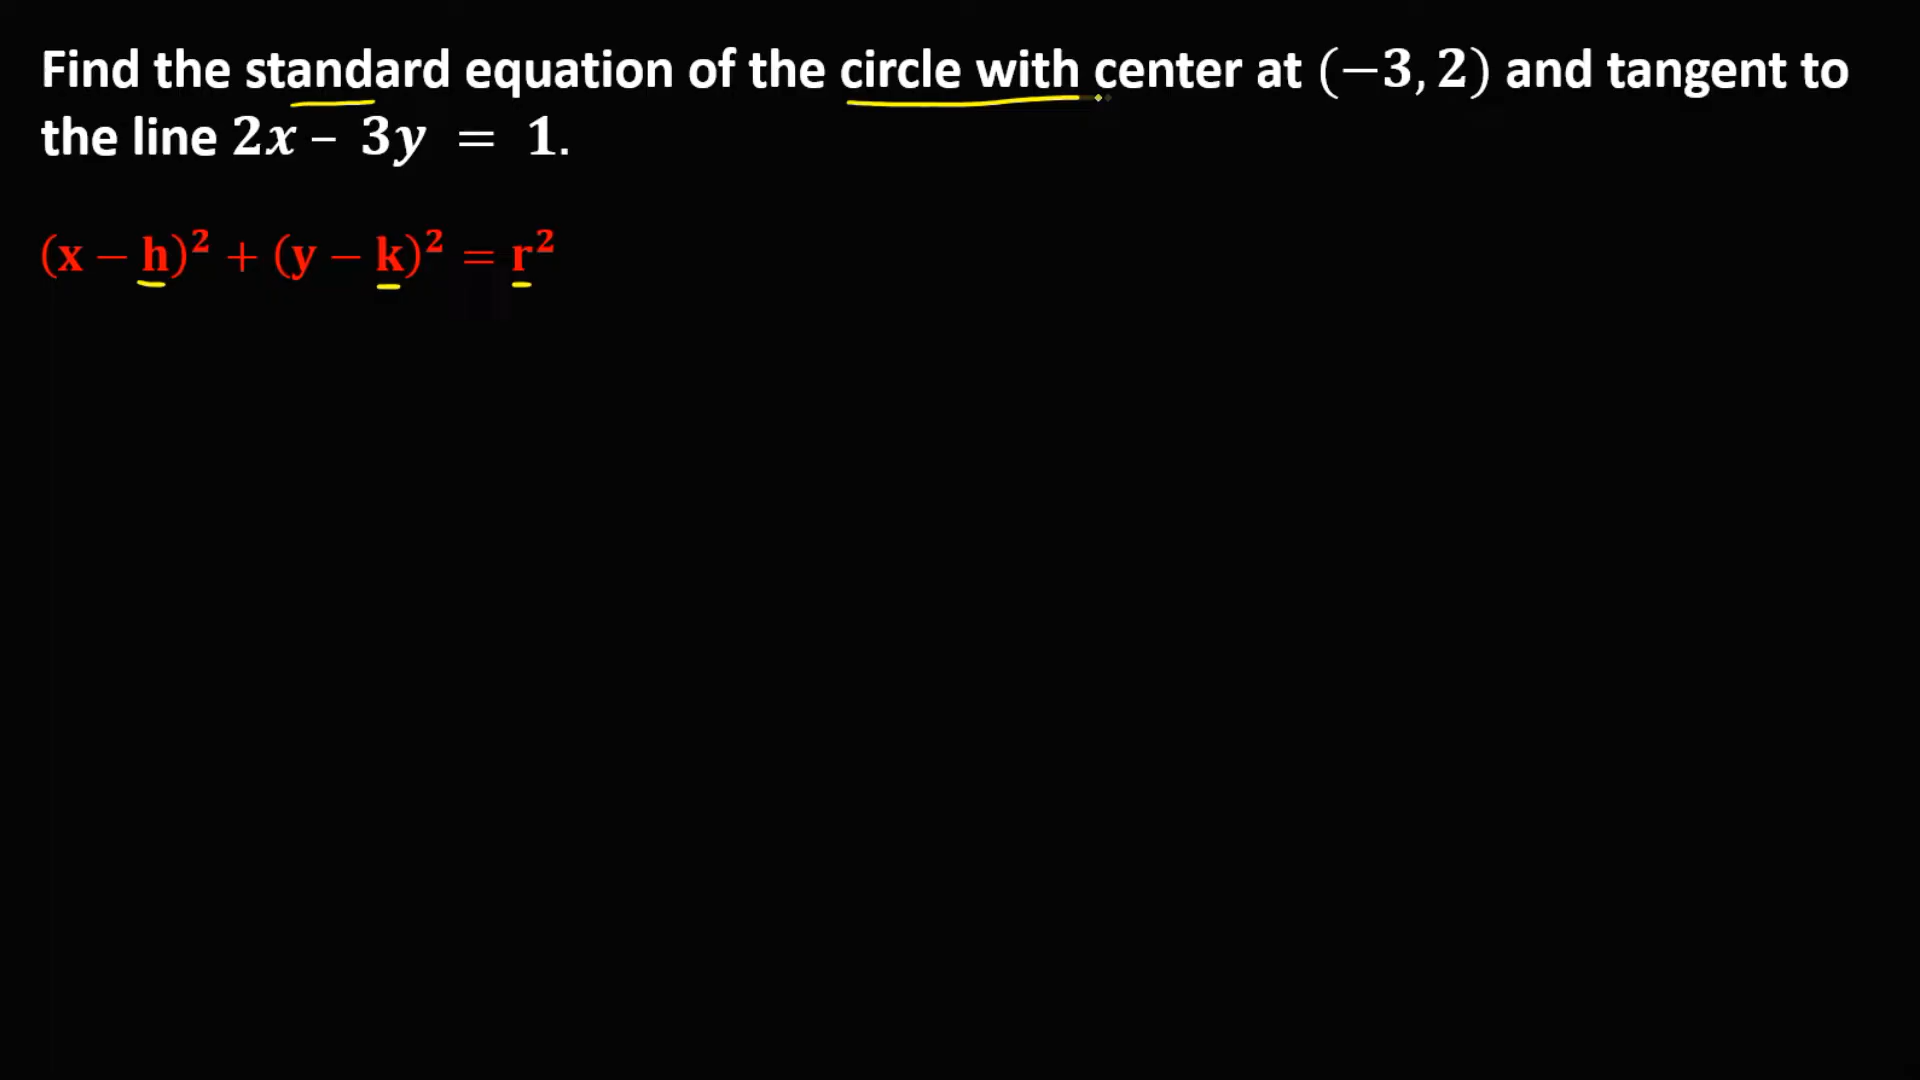 Find the standard equation of the circle with center at (−3, 2) and tangent to
the line 2x – 3y = 1.
(x − h)² + (y − k)² = r²